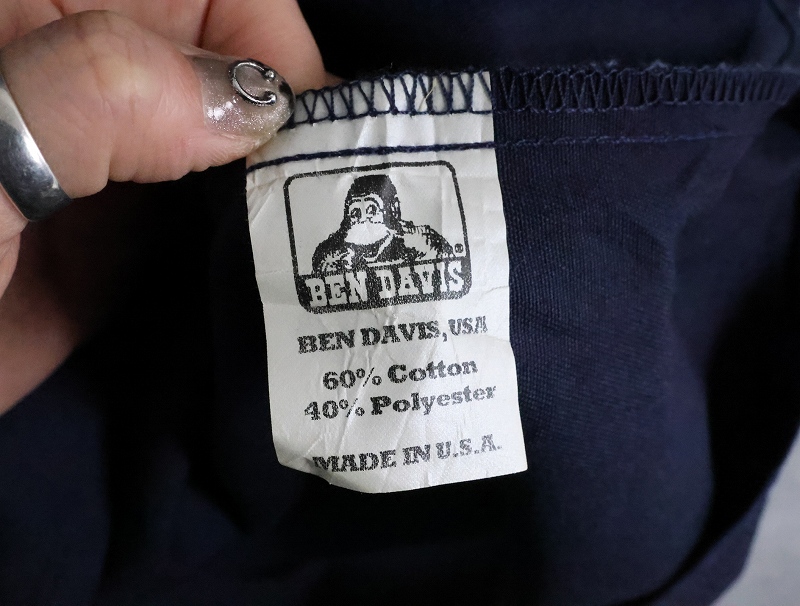 BEN DAVIS
®
BEN DAVIS, USA
60% Cotton
40% Polyester
MADE IN U.S.A.